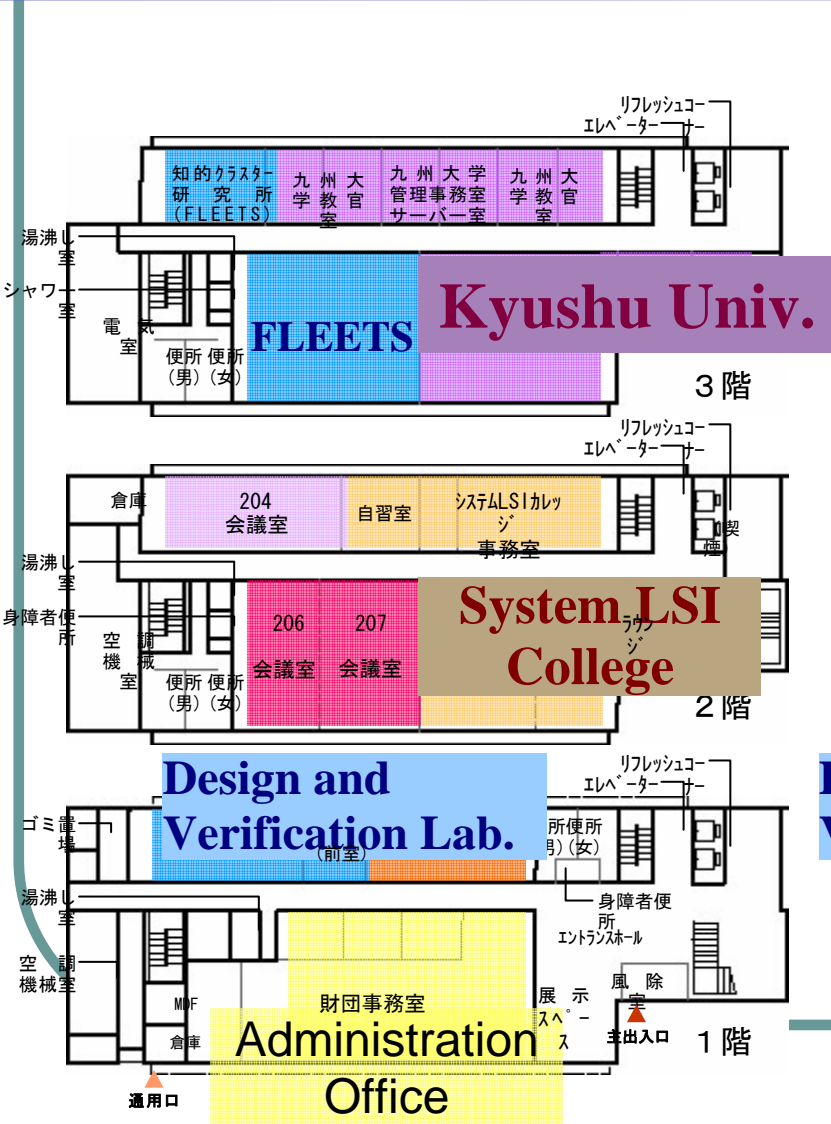 リフレッシュコー
エレベーターナー
知的クラスター
研究所
(FLEETS)
九州大
学教官
室
九州大学
管理事務室
サーバー室
九州大
学教官
室
湯沸し
室
シャワー
室
電気
室
便所 便所
(男) (女)
FLEETS
Kyushu Univ.
3階
リフレッシュコー
エレベーターナー
倉庫
204
会議室
自習室
システムLSIカレッ
ジ
事務室
喫
煙
湯沸し
室
身障者便
所
空調
機械
室
便所 便所
(男) (女)
206
会議室
207
会議室
System LSI
College
ラウン
ジ
2階
リフレッシュコー
エレベーターナー
Design and
Verification Lab.
(前室)
ゴミ置
場
所便所
男) (女)
湯沸し
室
身障者便
所
エントランスホール
空調
機械室
MDF
倉庫
財団事務室
展示
スペー
ス
風除
室
主出入口
1階
Administration
Office
通用口